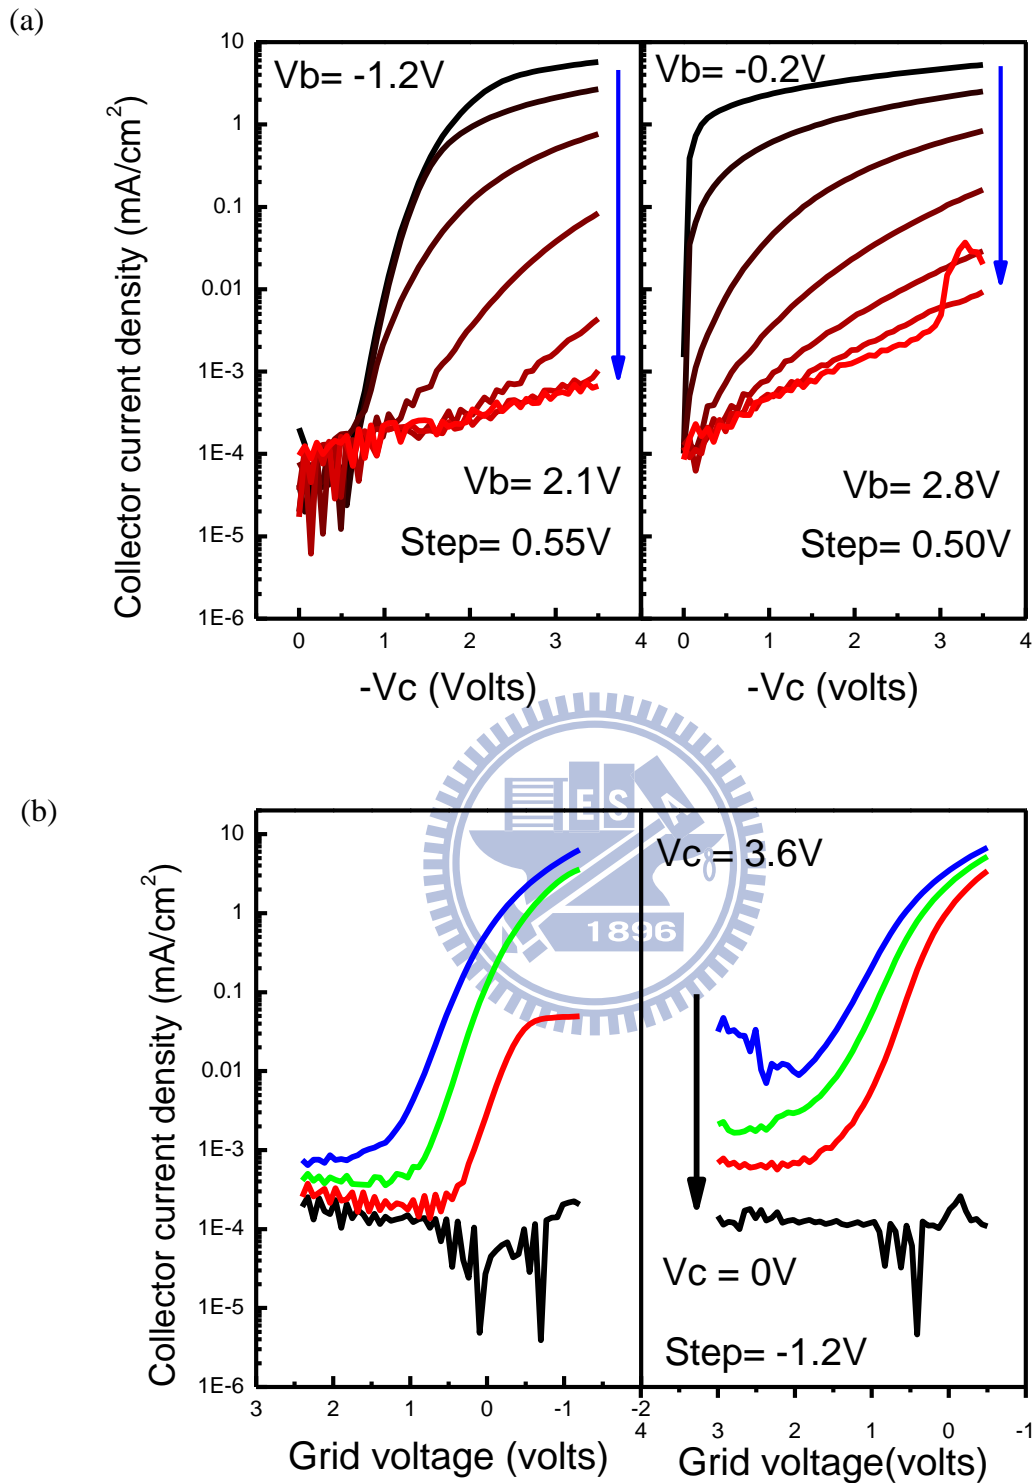 (a)
Collector current density (mA/cm²)
10
1
0.1
0.01
1E-3
1E-4
1E-5
1E-6
Vb= -1.2V
Vb= 2.1V
Step= 0.55V
0 1 2 3 4
-Vc (Volts)
Vb= -0.2V
Vb= 2.8V
Step= 0.50V
0 1 2 3 4
-Vc (volts)
(b)
Collector current density (mA/cm²)
10
1
0.1
0.01
1E-3
1E-4
1E-5
1E-6
3 2 1 0 -1 -2
Grid voltage (volts)
Vc = 3.6V
Vc = 0V
Step= -1.2V
4 3 2 1 0 -1
Grid voltage(volts)
E S A
1896